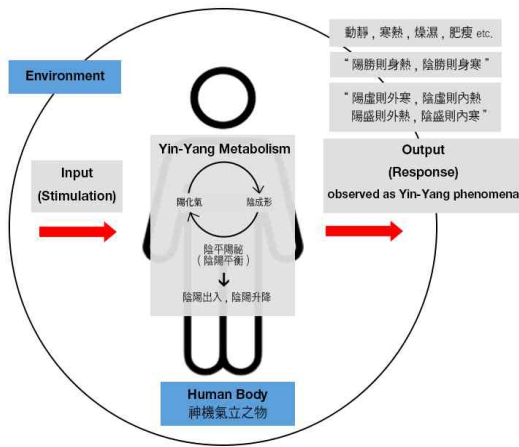 動靜 , 寒熱 , 燥濕 , 肥瘦 etc.
“ 陽勝則身熱 , 陰勝則身寒 ”
“ 陽虛則外寒 , 陰虛則內熱
陽盛則外熱 , 陰盛則內寒 ”
Environment
Yin-Yang Metabolism
Input
(Stimulation)
陽化氣
陰成形
陰平陽祕
( 陰陽平衡 )
陰陽出入 , 陰陽升降
Output
(Response)
observed as Yin-Yang phenomena
Human Body
神機氣立之物